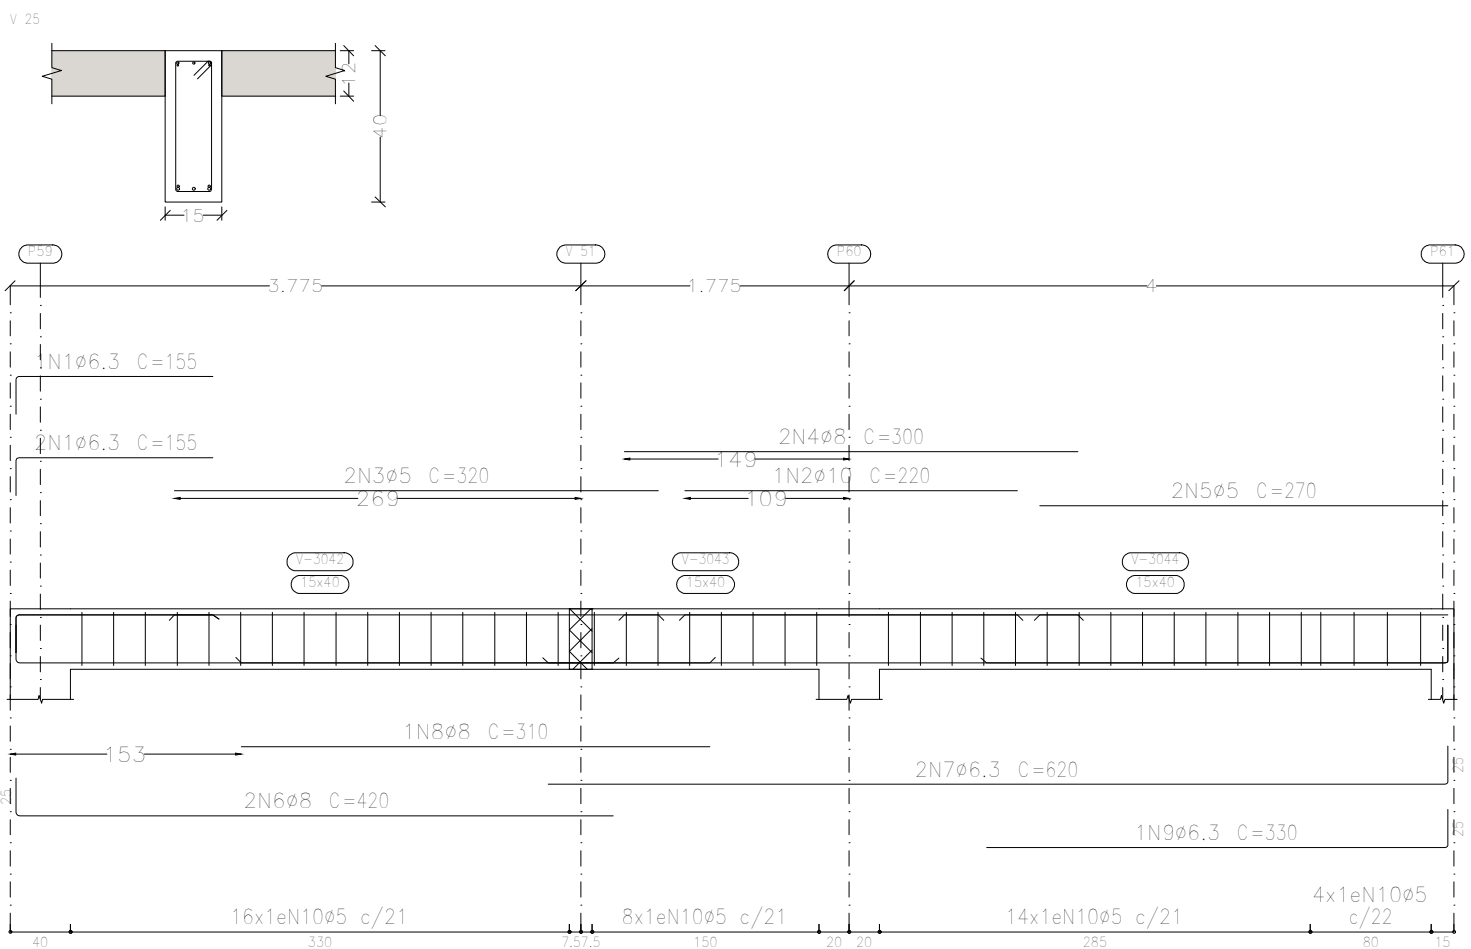 V 25
12
40
15
P59
V 51
P60
P61
3.775
1.775
4
1N1ø6.3 C=155
2N1ø6.3 C=155
2N4ø8 C=300
149
2N3ø5 C=320
1N2ø10 C=220
269
109
2N5ø5 C=270
V-3042
V-3043
V-3044
15x40
15x40
15x40
1N8ø8 C=310
153
2N7ø6.3 C=620
25
25
2N6ø8 C=420
1N9ø6.3 C=330
25
16x1eN10ø5 c/21
8x1eN10ø5 c/21
14x1eN10ø5 c/21
4x1eN10ø5
c/22
40
330
7.57.5
150
20
20
285
80
15